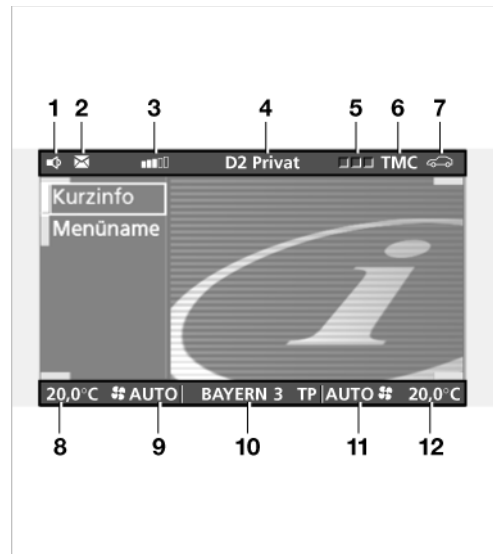 1 2 3 4 5 6 7
D2 Privat TMC
Kurzinfo
Menüname
i
20,0°C AUTO BAYERN 3 TP AUTO 20,0°C
8 9 10 11 12